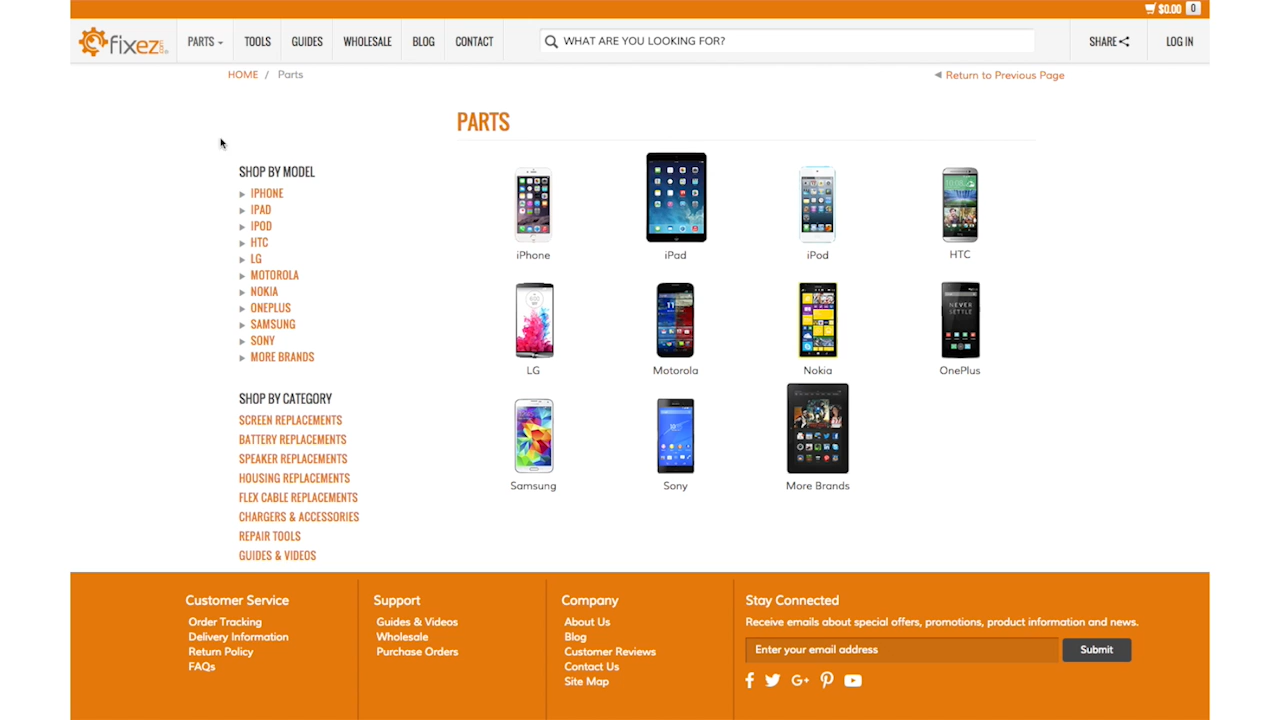 $0.00 0
fixez.com
PARTS
TOOLS
GUIDES
WHOLESALE
BLOG
CONTACT
WHAT ARE YOU LOOKING FOR?
SHARE
LOG IN
HOME / Parts
Return to Previous Page
PARTS
SHOP BY MODEL
IPHONE
IPAD
IPOD
HTC
LG
MOTOROLA
NOKIA
ONEPLUS
SAMSUNG
SONY
MORE BRANDS
SHOP BY CATEGORY
SCREEN REPLACEMENTS
BATTERY REPLACEMENTS
SPEAKER REPLACEMENTS
HOUSING REPLACEMENTS
FLEX CABLE REPLACEMENTS
CHARGERS & ACCESSORIES
REPAIR TOOLS
GUIDES & VIDEOS
iPhone
iPad
iPod
HTC
LG
Motorola
Nokia
NEVER
SETTLE
OnePlus
Samsung
Sony
More Brands
Customer Service
Order Tracking
Delivery Information
Return Policy
FAQs
Support
Guides & Videos
Wholesale
Purchase Orders
Company
About Us
Blog
Customer Reviews
Contact Us
Site Map
Stay Connected
Receive emails about special offers, promotions, product information and news.
Enter your email address
Submit